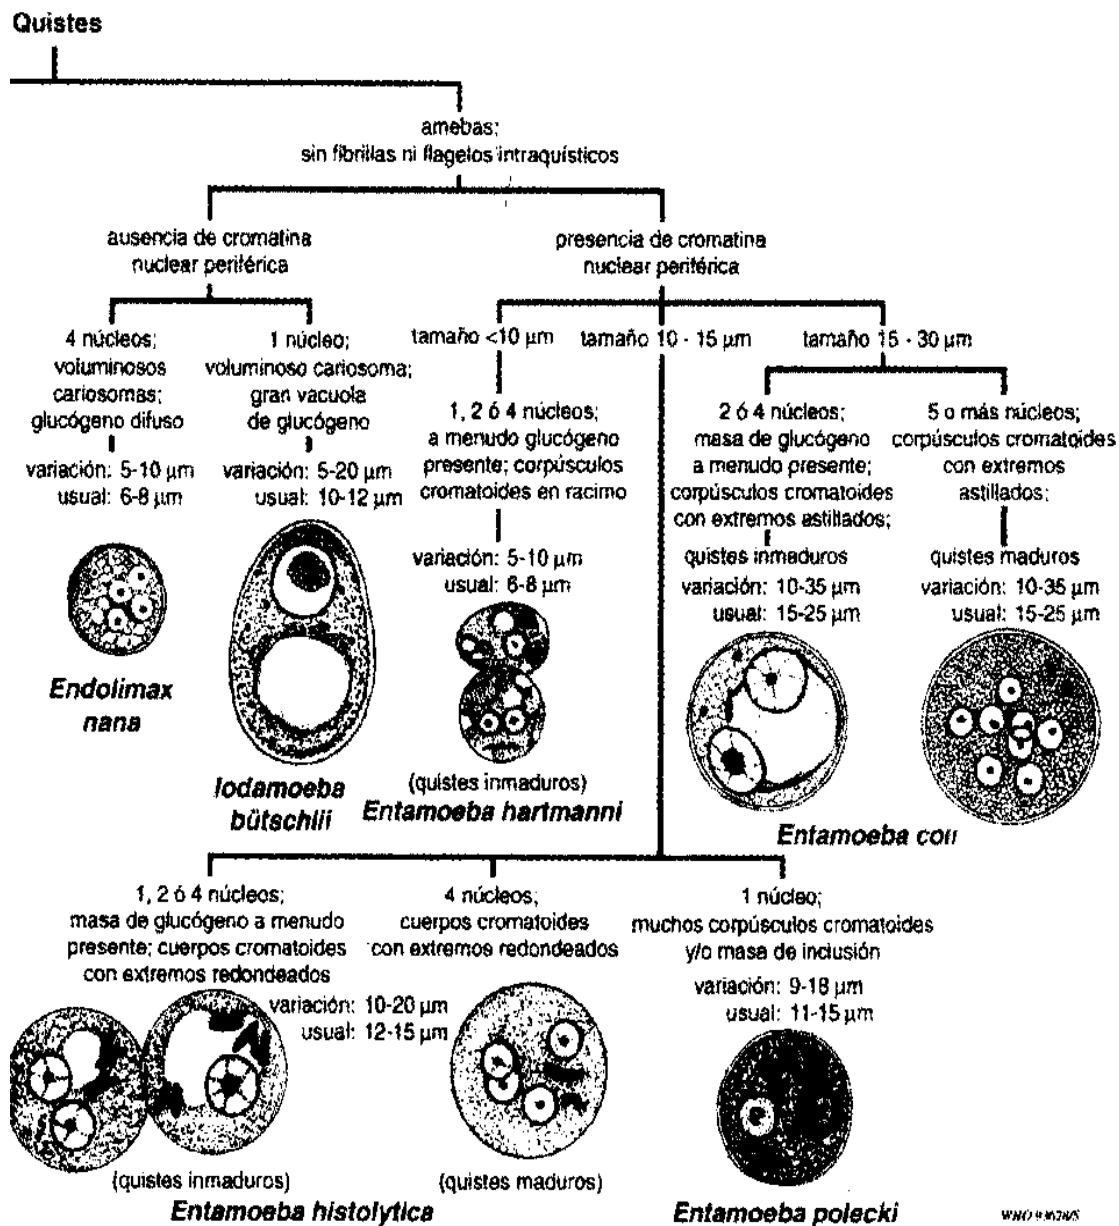 Quistes
amebas;
sin fibrillas ni flagelos intraquísticos
ausencia de cromatina
nuclear periférica
presencia de cromatina
nuclear periférica
4 núcleos;
voluminosos
cariosomas;
glucógeno difuso
variación: 5-10 µm
usual: 6-8 µm
Endolimax
nana
1 núcleo;
voluminoso cariosoma;
gran vacuola
de glucógeno
variación: 5-20 µm
usual: 10-12 µm
Iodamoeba
bütschlii
tamaño <10 µm
1, 2 ó 4 núcleos;
a menudo glucógeno
presente; corpúsculos
cromatoides en racimo
variación: 5-10 µm
usual: 6-8 µm
(quistes inmaduros)
Entamoeba hartmanni
tamaño 10 - 15 µm
tamaño 15 - 30 µm
2 ó 4 núcleos;
masa de glucógeno
a menudo presente;
corpúsculos cromatoides
con extremos astillados;
quistes inmaduros
variación: 10-35 µm
usual: 15-25 µm
5 o más núcleos;
corpúsculos cromatoides
con extremos
astillados;
quistes maduros
variación: 10-35 µm
usual: 15-25 µm
Entamoeba coli
1, 2 ó 4 núcleos;
masa de glucógeno a menudo
presente; cuerpos cromatoides
con extremos redondeados
variación: 10-20 µm
usual: 12-15 µm
(quistes inmaduros)
4 núcleos;
cuerpos cromatoides
con extremos redondeados
(quistes maduros)
Entamoeba histolytica
1 núcleo;
muchos corpúsculos cromatoides
y/o masa de inclusión
variación: 9-18 µm
usual: 11-15 µm
Entamoeba polecki
WHO